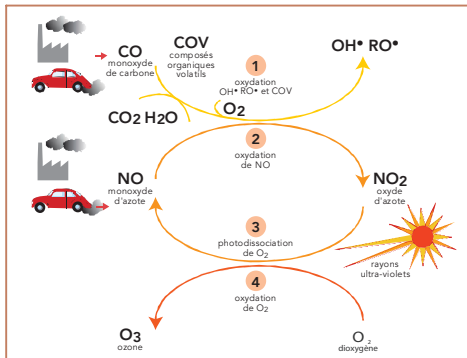 CO
monoxyde
de carbone
COV
composés
organiques
volatils
1
oxydation
OH• RO• et COV
OH• RO•
CO2 H2O
O2
2
oxydation
de NO
NO
monoxyde
d'azote
NO2
oxyde
d'azote
3
photodissociation
de O2
rayons
ultra-violets
4
oxydation
de O2
O3
ozone
O2
dioxygène